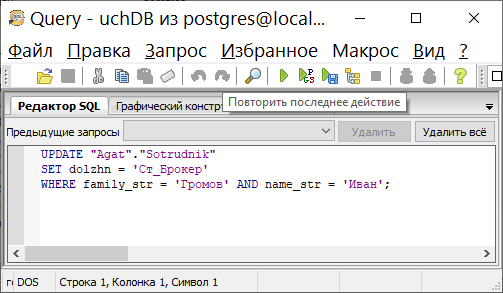 Query - uchDB из postgres@local...
Файл Правка Запрос Избранное Макрос Вид ?
Редактор SQL Графический констру
Повторить последнее действие
Предыдущие запросы Удалить Удалить всё
UPDATE "Agat"."Sotrudnik"
SET dolzhn = 'Ст_Брокер'
WHERE family_str = 'Громов' AND name_str = 'Иван';
DOS Строка 1, Колонка 1, Символ 1